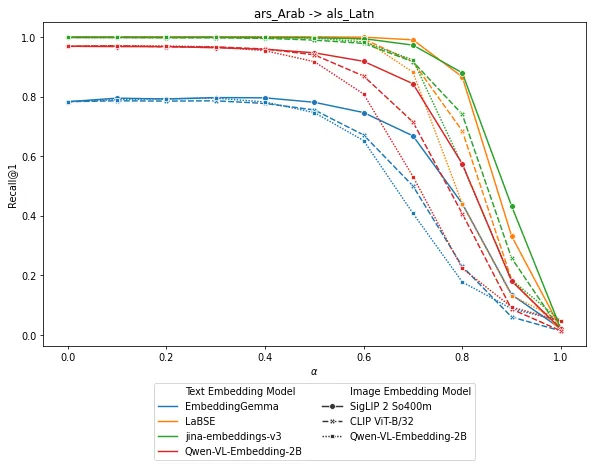 ars_Arab -> als_Latn
Recall@1
1.0
0.8
0.6
0.4
0.2
0.0
0.0 0.2 0.4 0.6 0.8 1.0
α
Text Embedding Model
EmbeddingGemma
LaBSE
jina-embeddings-v3
Qwen-VL-Embedding-2B
Image Embedding Model
SigLIP 2 So400m
CLIP ViT-B/32
Qwen-VL-Embedding-2B